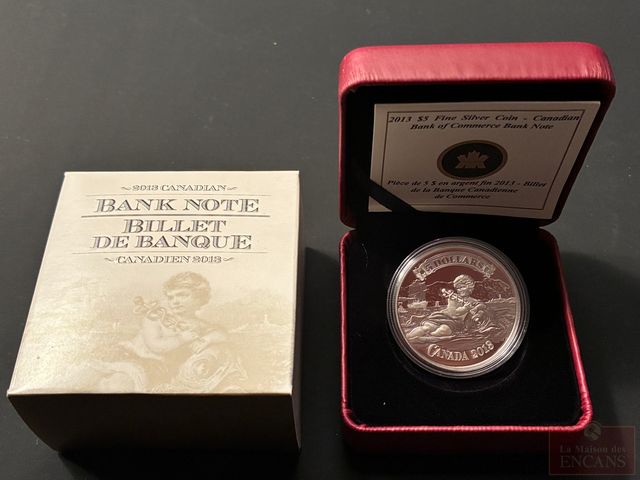 ~2013 CANADIAN~
BANK NOTE
BILLET
DE BANQUE
~CANADIEN 2013~
2013 $5 Fine Silver Coin - Canadian
Bank of Commerce Bank Note
Pièce de 5 $ en argent fin 2013 - Billet
de la Banque Canadienne
de Commerce
5 DOLLARS 5
CANADA 2013
La Maison des
ENCANS